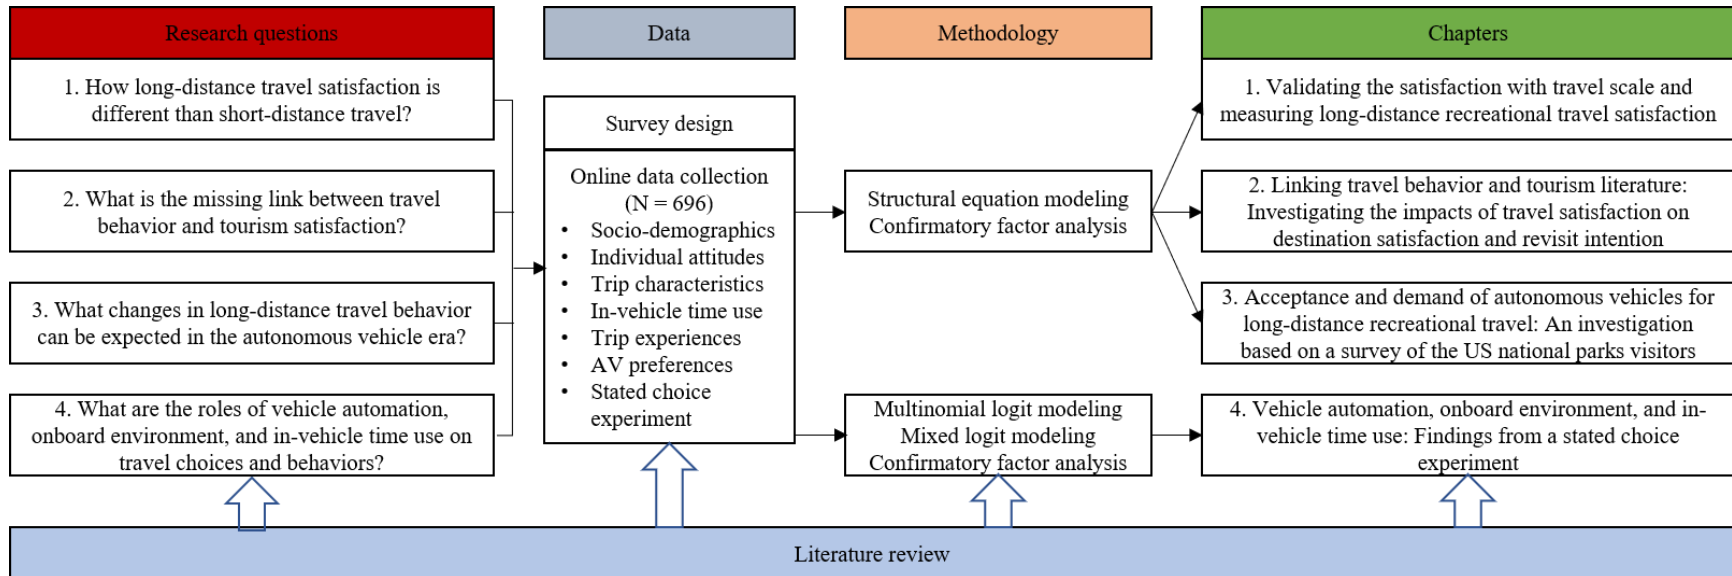 Research questions
1. How long-distance travel satisfaction is
different than short-distance travel?
2. What is the missing link between travel
behavior and tourism satisfaction?
3. What changes in long-distance travel behavior
can be expected in the autonomous vehicle era?
4. What are the roles of vehicle automation,
onboard environment, and in-vehicle time use on
travel choices and behaviors?
Data
Survey design
Online data collection
(N = 696)
• Socio-demographics
• Individual attitudes
• Trip characteristics
• In-vehicle time use
• Trip experiences
• AV preferences
• Stated choice
experiment
Methodology
Structural equation modeling
Confirmatory factor analysis
Multinomial logit modeling
Mixed logit modeling
Confirmatory factor analysis
Chapters
1. Validating the satisfaction with travel scale and
measuring long-distance recreational travel satisfaction
2. Linking travel behavior and tourism literature:
Investigating the impacts of travel satisfaction on
destination satisfaction and revisit intention
3. Acceptance and demand of autonomous vehicles for
long-distance recreational travel: An investigation
based on a survey of the US national parks visitors
4. Vehicle automation, onboard environment, and in-
vehicle time use: Findings from a stated choice
experiment
Literature review